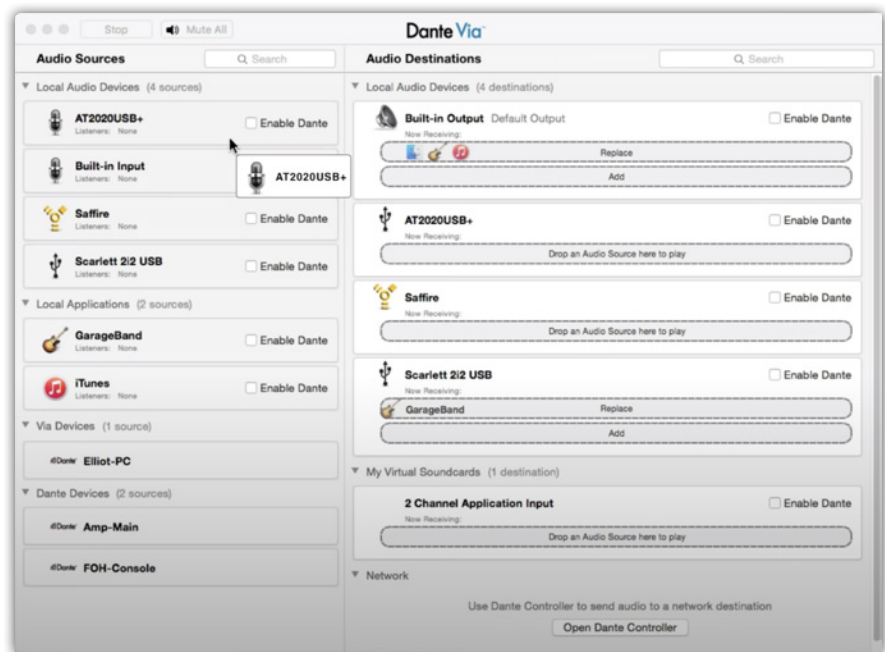 Stop
Mute All
Dante Via™
Audio Sources
Search
Audio Destinations
Search
Local Audio Devices (4 sources)
AT2020USB+
Listeners: None
Enable Dante
Built-in Input
Listeners: None
AT2020USB+
Saffire
Listeners: None
Enable Dante
Scarlett 2i2 USB
Listeners: None
Enable Dante
Local Applications (2 sources)
GarageBand
Listeners: None
Enable Dante
iTunes
Listeners: None
Enable Dante
Via Devices (1 source)
Dante Elliot-PC
Dante Devices (2 sources)
Dante Amp-Main
Dante FOH-Console
Local Audio Devices (4 destinations)
Built-in Output Default Output
Enable Dante
Now Receiving:
Replace
Add
AT2020USB+
Enable Dante
Now Receiving:
Drop an Audio Source here to play
Saffire
Enable Dante
Now Receiving:
Drop an Audio Source here to play
Scarlett 2i2 USB
Enable Dante
Now Receiving:
GarageBand Replace
Add
My Virtual Soundcards (1 destination)
2 Channel Application Input
Enable Dante
Now Receiving:
Drop an Audio Source here to play
Network
Use Dante Controller to send audio to a network destination
Open Dante Controller